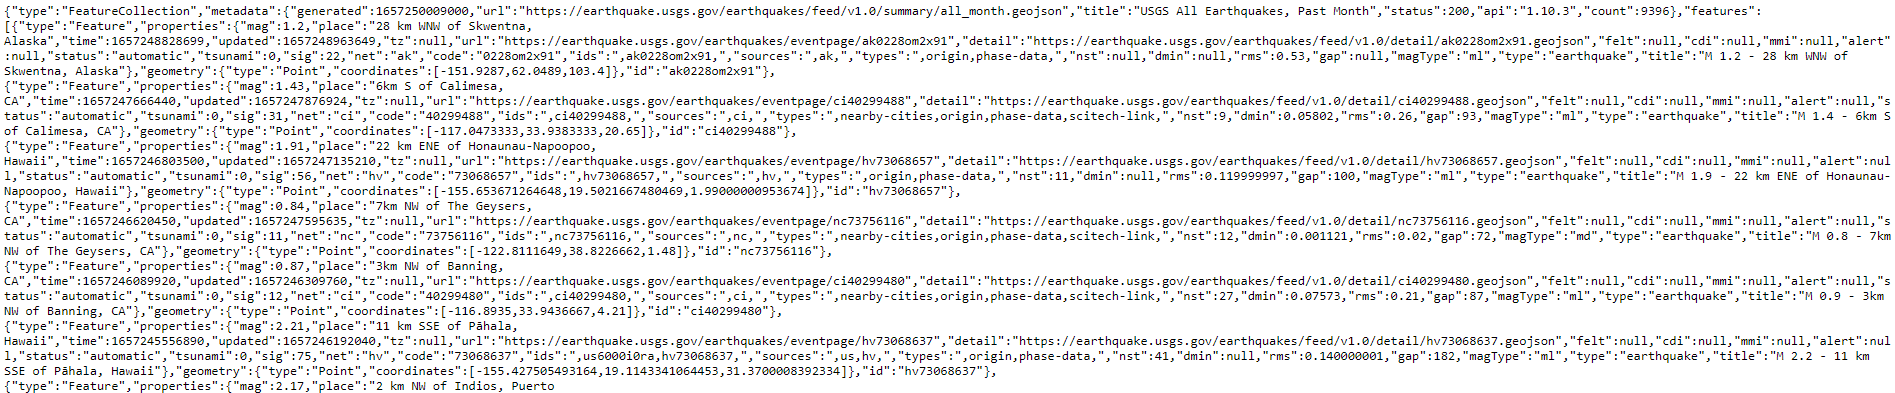 {"type":"FeatureCollection","metadata":{"generated":1657250009000,"url":"https://earthquake.usgs.gov/earthquakes/feed/v1.0/summary/all_month.geojson","title":"USGS All Earthquakes, Past Month","status":200,"api":"1.10.3","count":9396},"features":
[{"type":"Feature","properties":{"mag":1.2,"place":"28 km WNW of Skwentna,
Alaska","time":1657248828699,"updated":1657248963649,"tz":null,"url":"https://earthquake.usgs.gov/earthquakes/eventpage/ak0228om2x91","detail":"https://earthquake.usgs.gov/earthquakes/feed/v1.0/detail/ak0228om2x91.geojson","felt":null,"cdi":null,"mmi":null,"alert"
:null,"status":"automatic","tsunami":0,"sig":22,"net":"ak","code":"0228om2x91","ids":",ak0228om2x91,","sources":",ak,","types":",origin,phase-data,","nst":null,"dmin":null,"rms":0.53,"gap":null,"magType":"ml","type":"earthquake","title":"M 1.2 - 28 km WNW of
Skwentna, Alaska"},"geometry":{"type":"Point","coordinates":[-151.9287,62.0489,103.4]},"id":"ak0228om2x91"},
{"type":"Feature","properties":{"mag":1.43,"place":"6km S of Calimesa,
CA","time":1657247666440,"updated":1657247876924,"tz":null,"url":"https://earthquake.usgs.gov/earthquakes/eventpage/ci40299488","detail":"https://earthquake.usgs.gov/earthquakes/feed/v1.0/detail/ci40299488.geojson","felt":null,"cdi":null,"mmi":null,"alert":null,"s
tatus":"automatic","tsunami":0,"sig":31,"net":"ci","code":"40299488","ids":",ci40299488,","sources":",ci,","types":",nearby-cities,origin,phase-data,scitech-link,","nst":9,"dmin":0.05802,"rms":0.26,"gap":93,"magType":"ml","type":"earthquake","title":"M 1.4 - 6km S
of Calimesa, CA"},"geometry":{"type":"Point","coordinates":[-117.0473333,33.9383333,20.65]},"id":"ci40299488"},
{"type":"Feature","properties":{"mag":1.91,"place":"22 km ENE of Honaunau-Napoopoo,
Hawaii","time":1657246803500,"updated":1657247135210,"tz":null,"url":"https://earthquake.usgs.gov/earthquakes/eventpage/hv73068657","detail":"https://earthquake.usgs.gov/earthquakes/feed/v1.0/detail/hv73068657.geojson","felt":null,"cdi":null,"mmi":null,"alert":nul
l,"status":"automatic","tsunami":0,"sig":56,"net":"hv","code":"73068657","ids":",hv73068657,","sources":",hv,","types":",origin,phase-data,","nst":11,"dmin":null,"rms":0.119999997,"gap":100,"magType":"ml","type":"earthquake","title":"M 1.9 - 22 km ENE of Honaunau-
Napoopoo, Hawaii"},"geometry":{"type":"Point","coordinates":[-155.653671264648,19.5021667480469,1.99000000953674]},"id":"hv73068657"},
{"type":"Feature","properties":{"mag":0.84,"place":"7km NW of The Geysers,
CA","time":1657246620450,"updated":1657247595635,"tz":null,"url":"https://earthquake.usgs.gov/earthquakes/eventpage/nc73756116","detail":"https://earthquake.usgs.gov/earthquakes/feed/v1.0/detail/nc73756116.geojson","felt":null,"cdi":null,"mmi":null,"alert":null,"s
tatus":"automatic","tsunami":0,"sig":11,"net":"nc","code":"73756116","ids":",nc73756116,","sources":",nc,","types":",nearby-cities,origin,phase-data,scitech-link,","nst":12,"dmin":0.001121,"rms":0.02,"gap":72,"magType":"md","type":"earthquake","title":"M 0.8 - 7km
NW of The Geysers, CA"},"geometry":{"type":"Point","coordinates":[-122.8111649,38.8226662,1.48]},"id":"nc73756116"},
{"type":"Feature","properties":{"mag":0.87,"place":"3km NW of Banning,
CA","time":1657246089920,"updated":1657246309760,"tz":null,"url":"https://earthquake.usgs.gov/earthquakes/eventpage/ci40299480","detail":"https://earthquake.usgs.gov/earthquakes/feed/v1.0/detail/ci40299480.geojson","felt":null,"cdi":null,"mmi":null,"alert":null,"s
tatus":"automatic","tsunami":0,"sig":12,"net":"ci","code":"40299480","ids":",ci40299480,","sources":",ci,","types":",nearby-cities,origin,phase-data,scitech-link,","nst":27,"dmin":0.07573,"rms":0.21,"gap":87,"magType":"ml","type":"earthquake","title":"M 0.9 - 3km
NW of Banning, CA"},"geometry":{"type":"Point","coordinates":[-116.8935,33.9436667,4.21]},"id":"ci40299480"},
{"type":"Feature","properties":{"mag":2.21,"place":"11 km SSE of Pāhala,
Hawaii","time":1657245556890,"updated":1657246192040,"tz":null,"url":"https://earthquake.usgs.gov/earthquakes/eventpage/hv73068637","detail":"https://earthquake.usgs.gov/earthquakes/feed/v1.0/detail/hv73068637.geojson","felt":null,"cdi":null,"mmi":null,"alert":nul
l,"status":"automatic","tsunami":0,"sig":75,"net":"hv","code":"73068637","ids":",us6000i0ra,hv73068637,","sources":",us,hv,","types":",origin,phase-data,","nst":41,"dmin":null,"rms":0.140000001,"gap":182,"magType":"ml","type":"earthquake","title":"M 2.2 - 11 km
SSE of Pāhala, Hawaii"},"geometry":{"type":"Point","coordinates":[-155.427505493164,19.1143341064453,31.3700008392334]},"id":"hv73068637"},
{"type":"Feature","properties":{"mag":2.17,"place":"2 km NW of Indios, Puerto